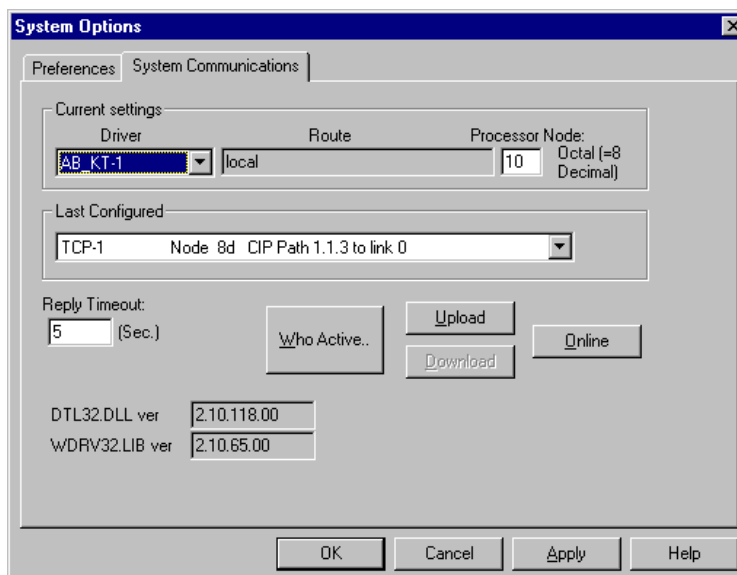 System Options
Preferences
System Communications
Current settings
Driver
Route
Processor Node:
AB_KT-1
local
10
Octal (=8
Decimal)
Last Configured
TCP-1 Node 8d CIP Path 1.1.3 to link 0
Reply Timeout:
5
(Sec.)
Who Active..
Upload
Download
Online
DTL32.DLL ver
2.10.118.00
WDRV32.LIB ver
2.10.65.00
OK
Cancel
Apply
Help